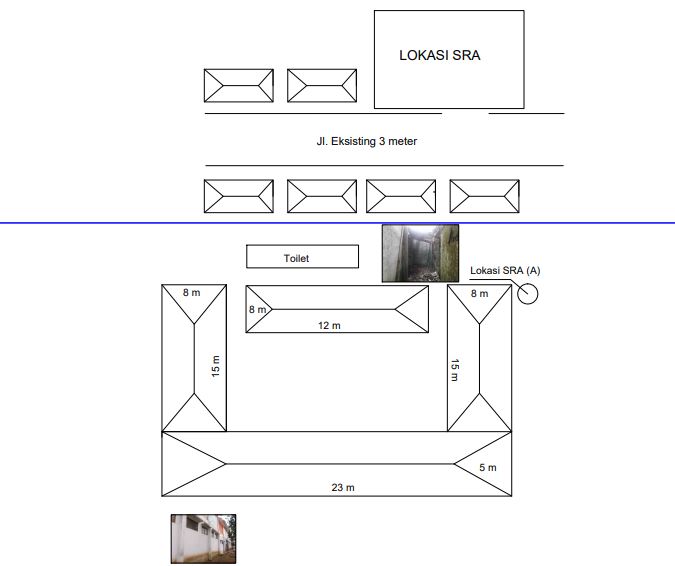 LOKASI SRA
Jl. Eksisting 3 meter
Toilet
Lokasi SRA (A)
8 m
8 m
8 m
12 m
15 m
15 m
5 m
23 m